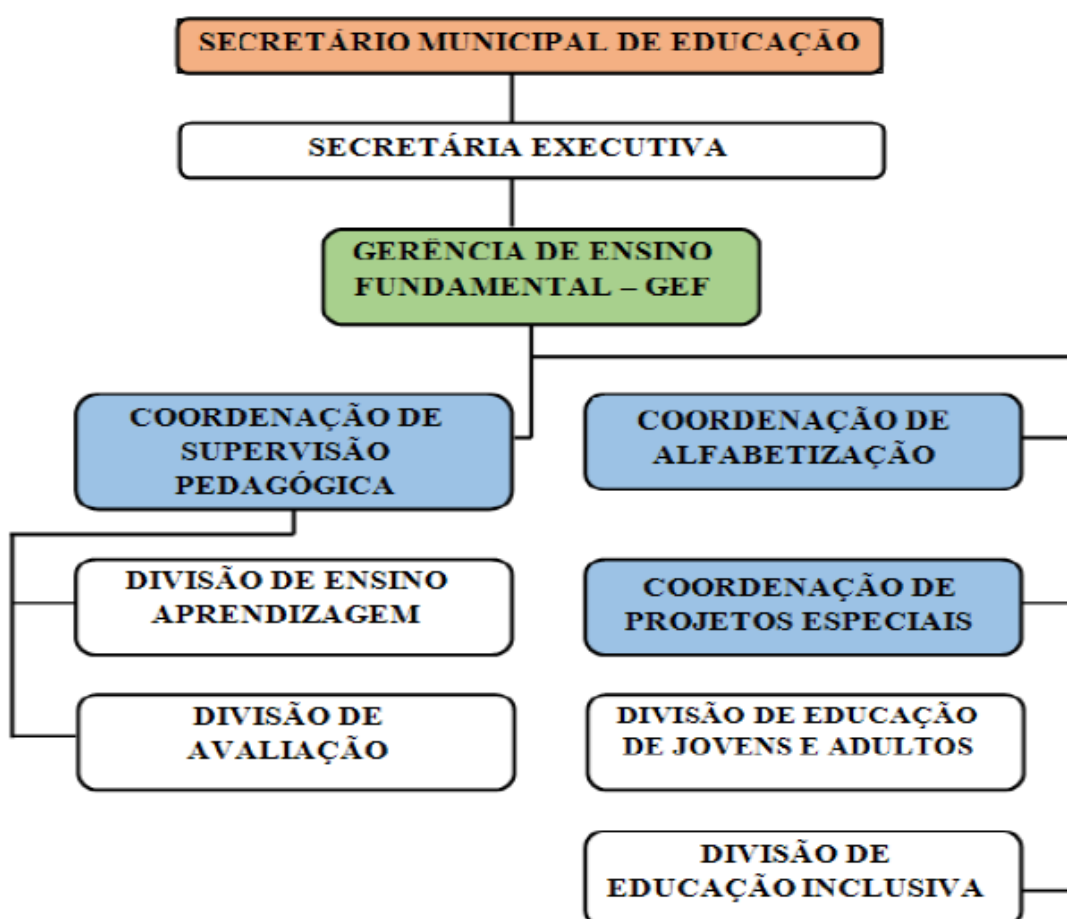 SECRETÁRIO MUNICIPAL DE EDUCAÇÃO
SECRETÁRIA EXECUTIVA
GERÊNCIA DE ENSINO
FUNDAMENTAL – GEF
COORDENAÇÃO DE
SUPERVISÃO
PEDAGÓGICA
COORDENAÇÃO DE
ALFABETIZAÇÃO
DIVISÃO DE ENSINO
APRENDIZAGEM
COORDENAÇÃO DE
PROJETOS ESPECIAIS
DIVISÃO DE
AVALIAÇÃO
DIVISÃO DE EDUCAÇÃO
DE JOVENS E ADULTOS
DIVISÃO DE
EDUCAÇÃO INCLUSIVA